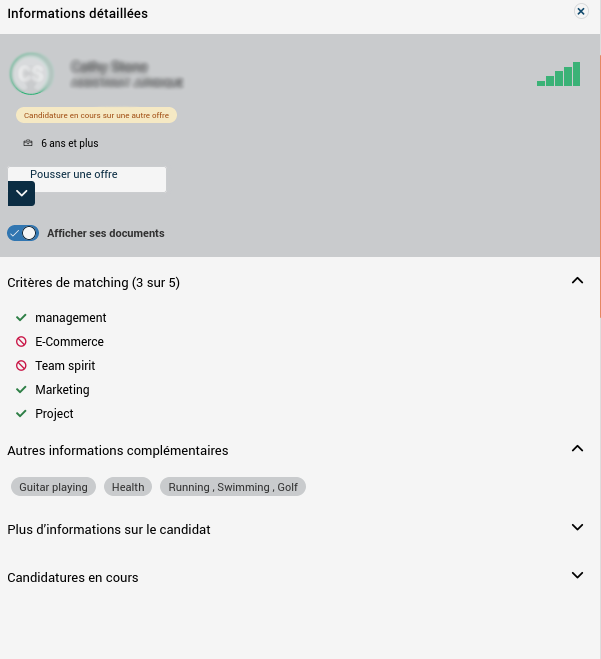 Informations détaillées
CS
Candidature en cours sur une autre offre
6 ans et plus
Pousser une offre
Afficher ses documents
Critères de matching (3 sur 5)
management
E-Commerce
Team spirit
Marketing
Project
Autres informations complémentaires
Guitar playing
Health
Running , Swimming , Golf
Plus d’informations sur le candidat
Candidatures en cours